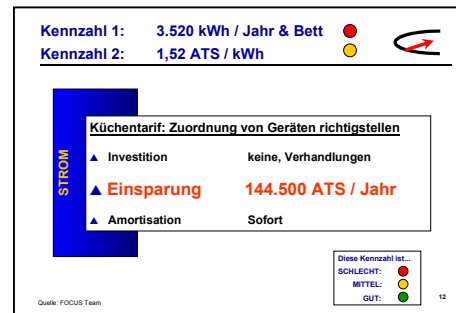 Kennzahl 1: 3.520 kWh / Jahr & Bett
Kennzahl 2: 1,52 ATS / kWh
STROM
Küchentarif: Zuordnung von Geräten richtigstellen
▲ Investition keine, Verhandlungen
▲ Einsparung 144.500 ATS / Jahr
▲ Amortisation Sofort
Diese Kennzahl ist...
SCHLECHT:
MITTEL:
GUT:
Quelle: FOCUS Team
12